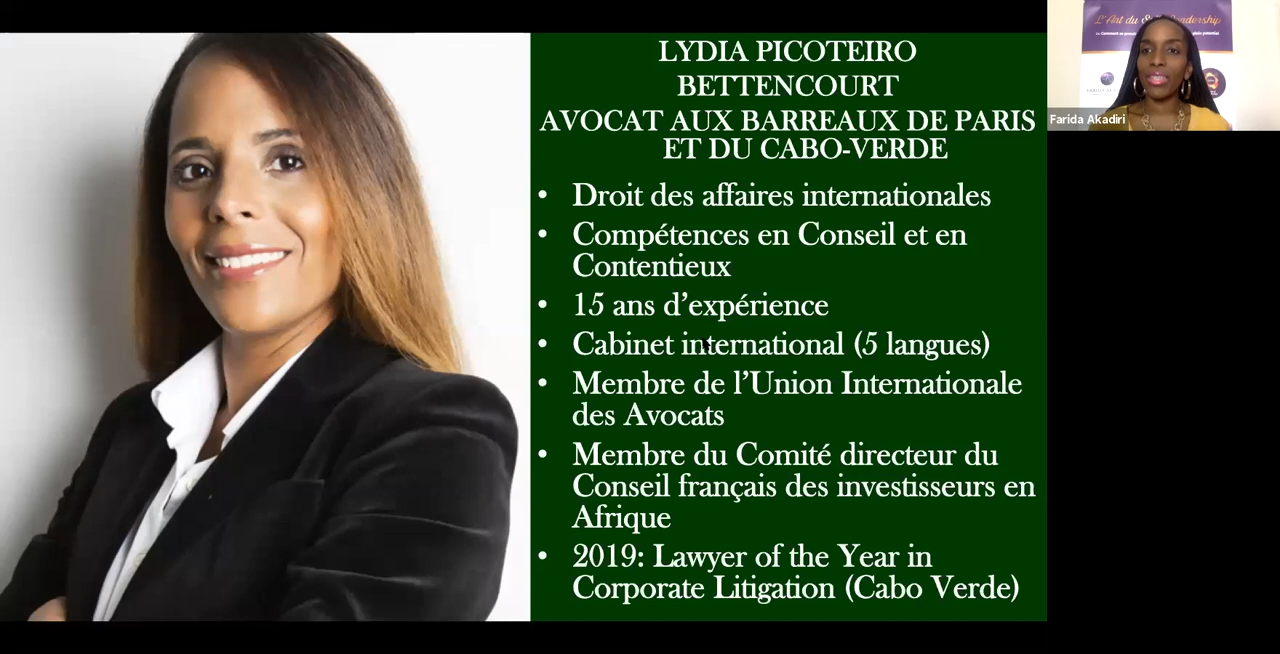 LYDIA PICOTEIRO
BETTENCOURT
AVOCAT AUX BARREAUX DE PARIS
ET DU CABO-VERDE
• Droit des affaires internationales
• Compétences en Conseil et en
Contentieux
• 15 ans d’expérience
• Cabinet international (5 langues)
• Membre de l’Union Internationale
des Avocats
• Membre du Comité directeur du
Conseil français des investisseurs en
Afrique
• 2019: Lawyer of the Year in
Corporate Litigation (Cabo Verde)
L'Art du
Farida Akadiri